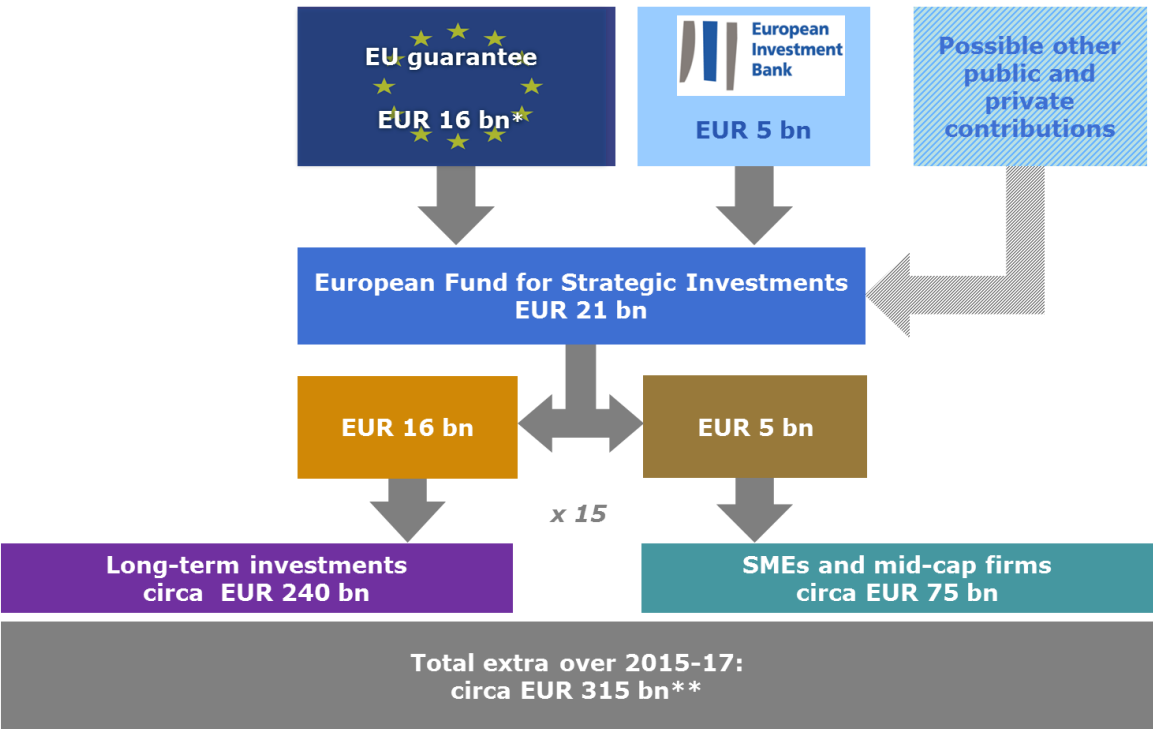 EU guarantee
EUR 16 bn*
European
Investment
Bank
EUR 5 bn
Possible other
public and
private
contributions
European Fund for Strategic Investments
EUR 21 bn
EUR 16 bn
EUR 5 bn
x 15
Long-term investments
circa EUR 240 bn
SMEs and mid-cap firms
circa EUR 75 bn
Total extra over 2015-17:
circa EUR 315 bn**